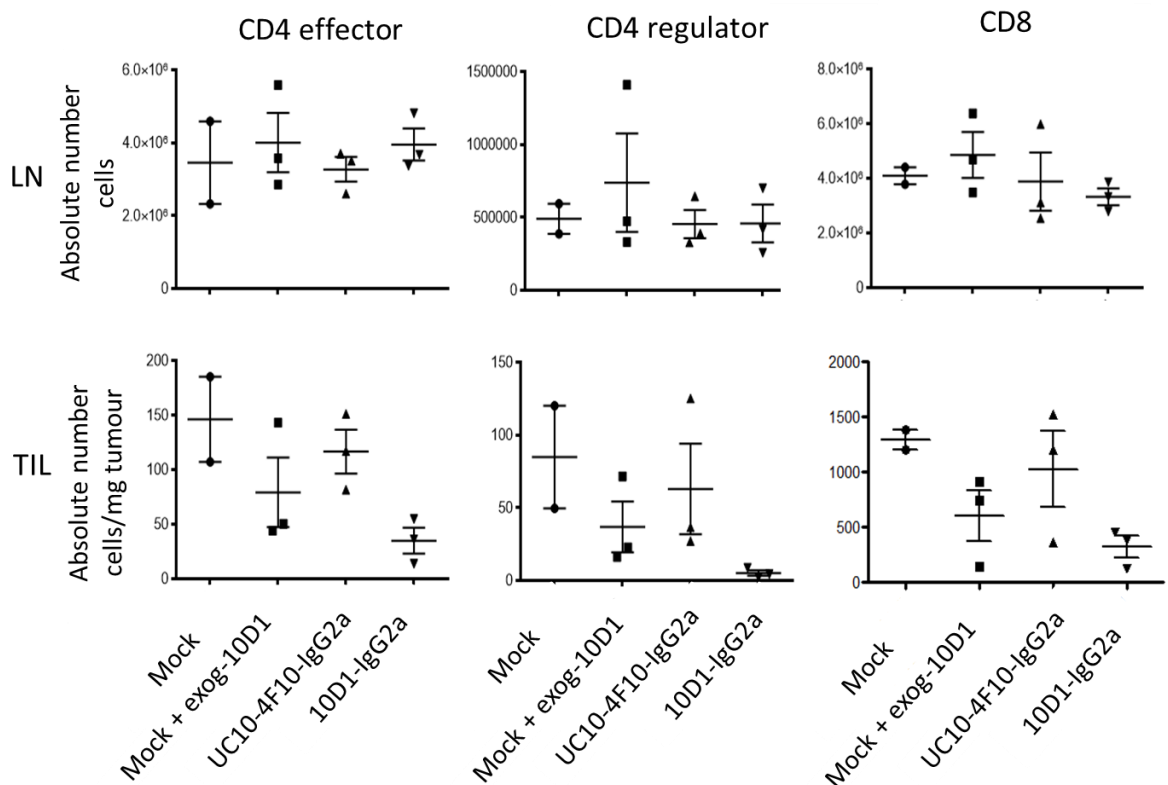 CD4 effector
CD4 regulator
CD8
LN
Absolute number
cells
6.0×10⁶
4.0×10⁶
2.0×10⁶
0
1500000
1000000
500000
0
8.0×10⁶
6.0×10⁶
4.0×10⁶
2.0×10⁶
0
TIL
Absolute number
cells/mg tumour
200
150
100
50
0
150
100
50
0
2000
1500
1000
500
0
Mock
Mock + exog-10D1
UC10-4F10-IgG2a
10D1-IgG2a
Mock
Mock + exog-10D1
UC10-4F10-IgG2a
10D1-IgG2a
Mock
Mock + exog-10D1
UC10-4F10-IgG2a
10D1-IgG2a